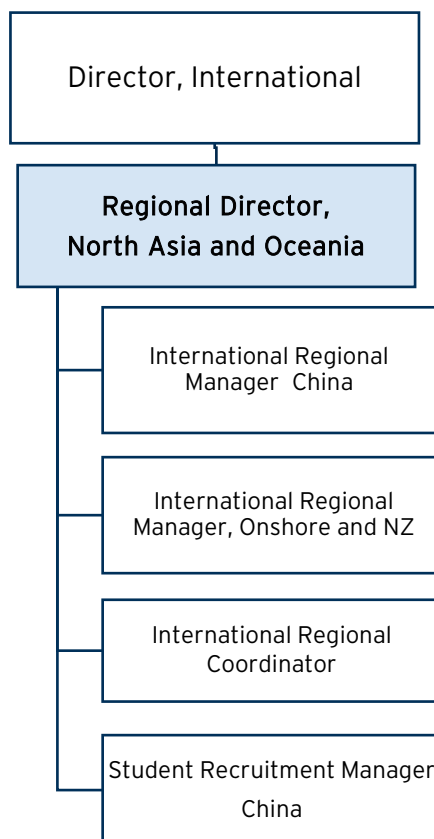 Director, International
Regional Director,
North Asia and Oceania
International Regional
Manager China
International Regional
Manager, Onshore and NZ
International Regional
Coordinator
Student Recruitment Manager
China